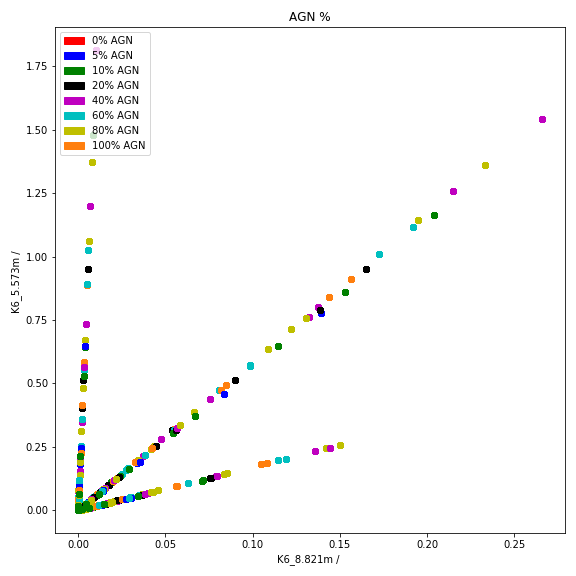 AGN %
0% AGN
5% AGN
10% AGN
20% AGN
40% AGN
60% AGN
80% AGN
100% AGN
1.75
1.50
1.25
1.00
0.75
0.50
0.25
0.00
K6_5.573m /
0.00 0.05 0.10 0.15 0.20 0.25
K6_8.821m /